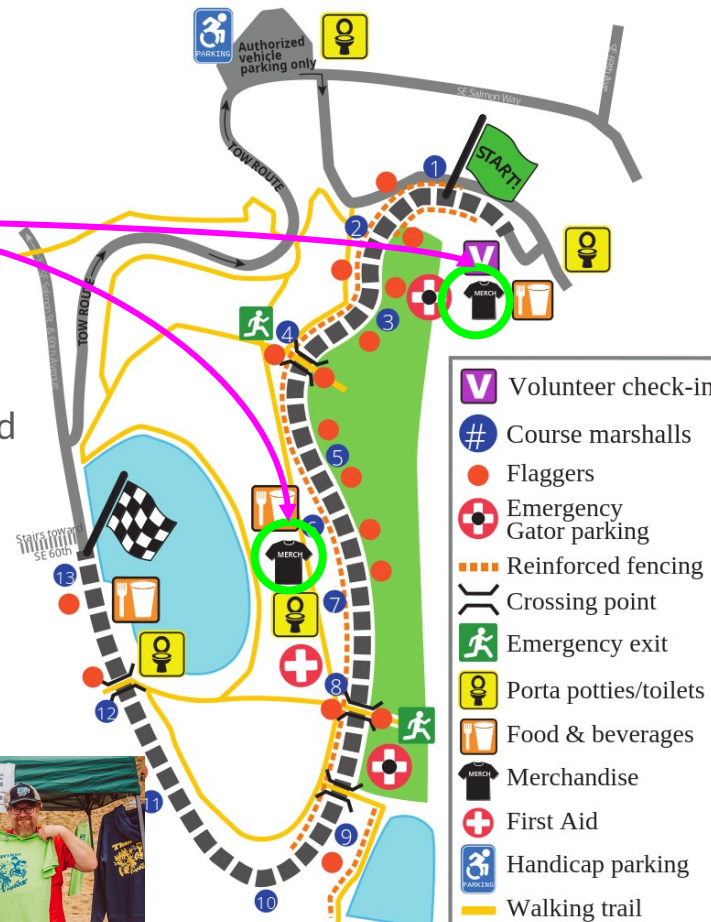 PARKING
Authorized
vehicle
parking only
SE 69th Ave
SE Salmon Way
TOW ROUTE
START!
1
2
V
MERCH
3
TOW ROUTE
4
d
5
6
MERCH
7
Stairs toward
SE 60th
13
8
12
11
9
10
V Volunteer check-in
# Course marshalls
Flaggers
Emergency
Gator parking
Reinforced fencing
Crossing point
Emergency exit
Porta potties/toilets
Food & beverages
MERCH Merchandise
First Aid
PARKING Handicap parking
Walking trail